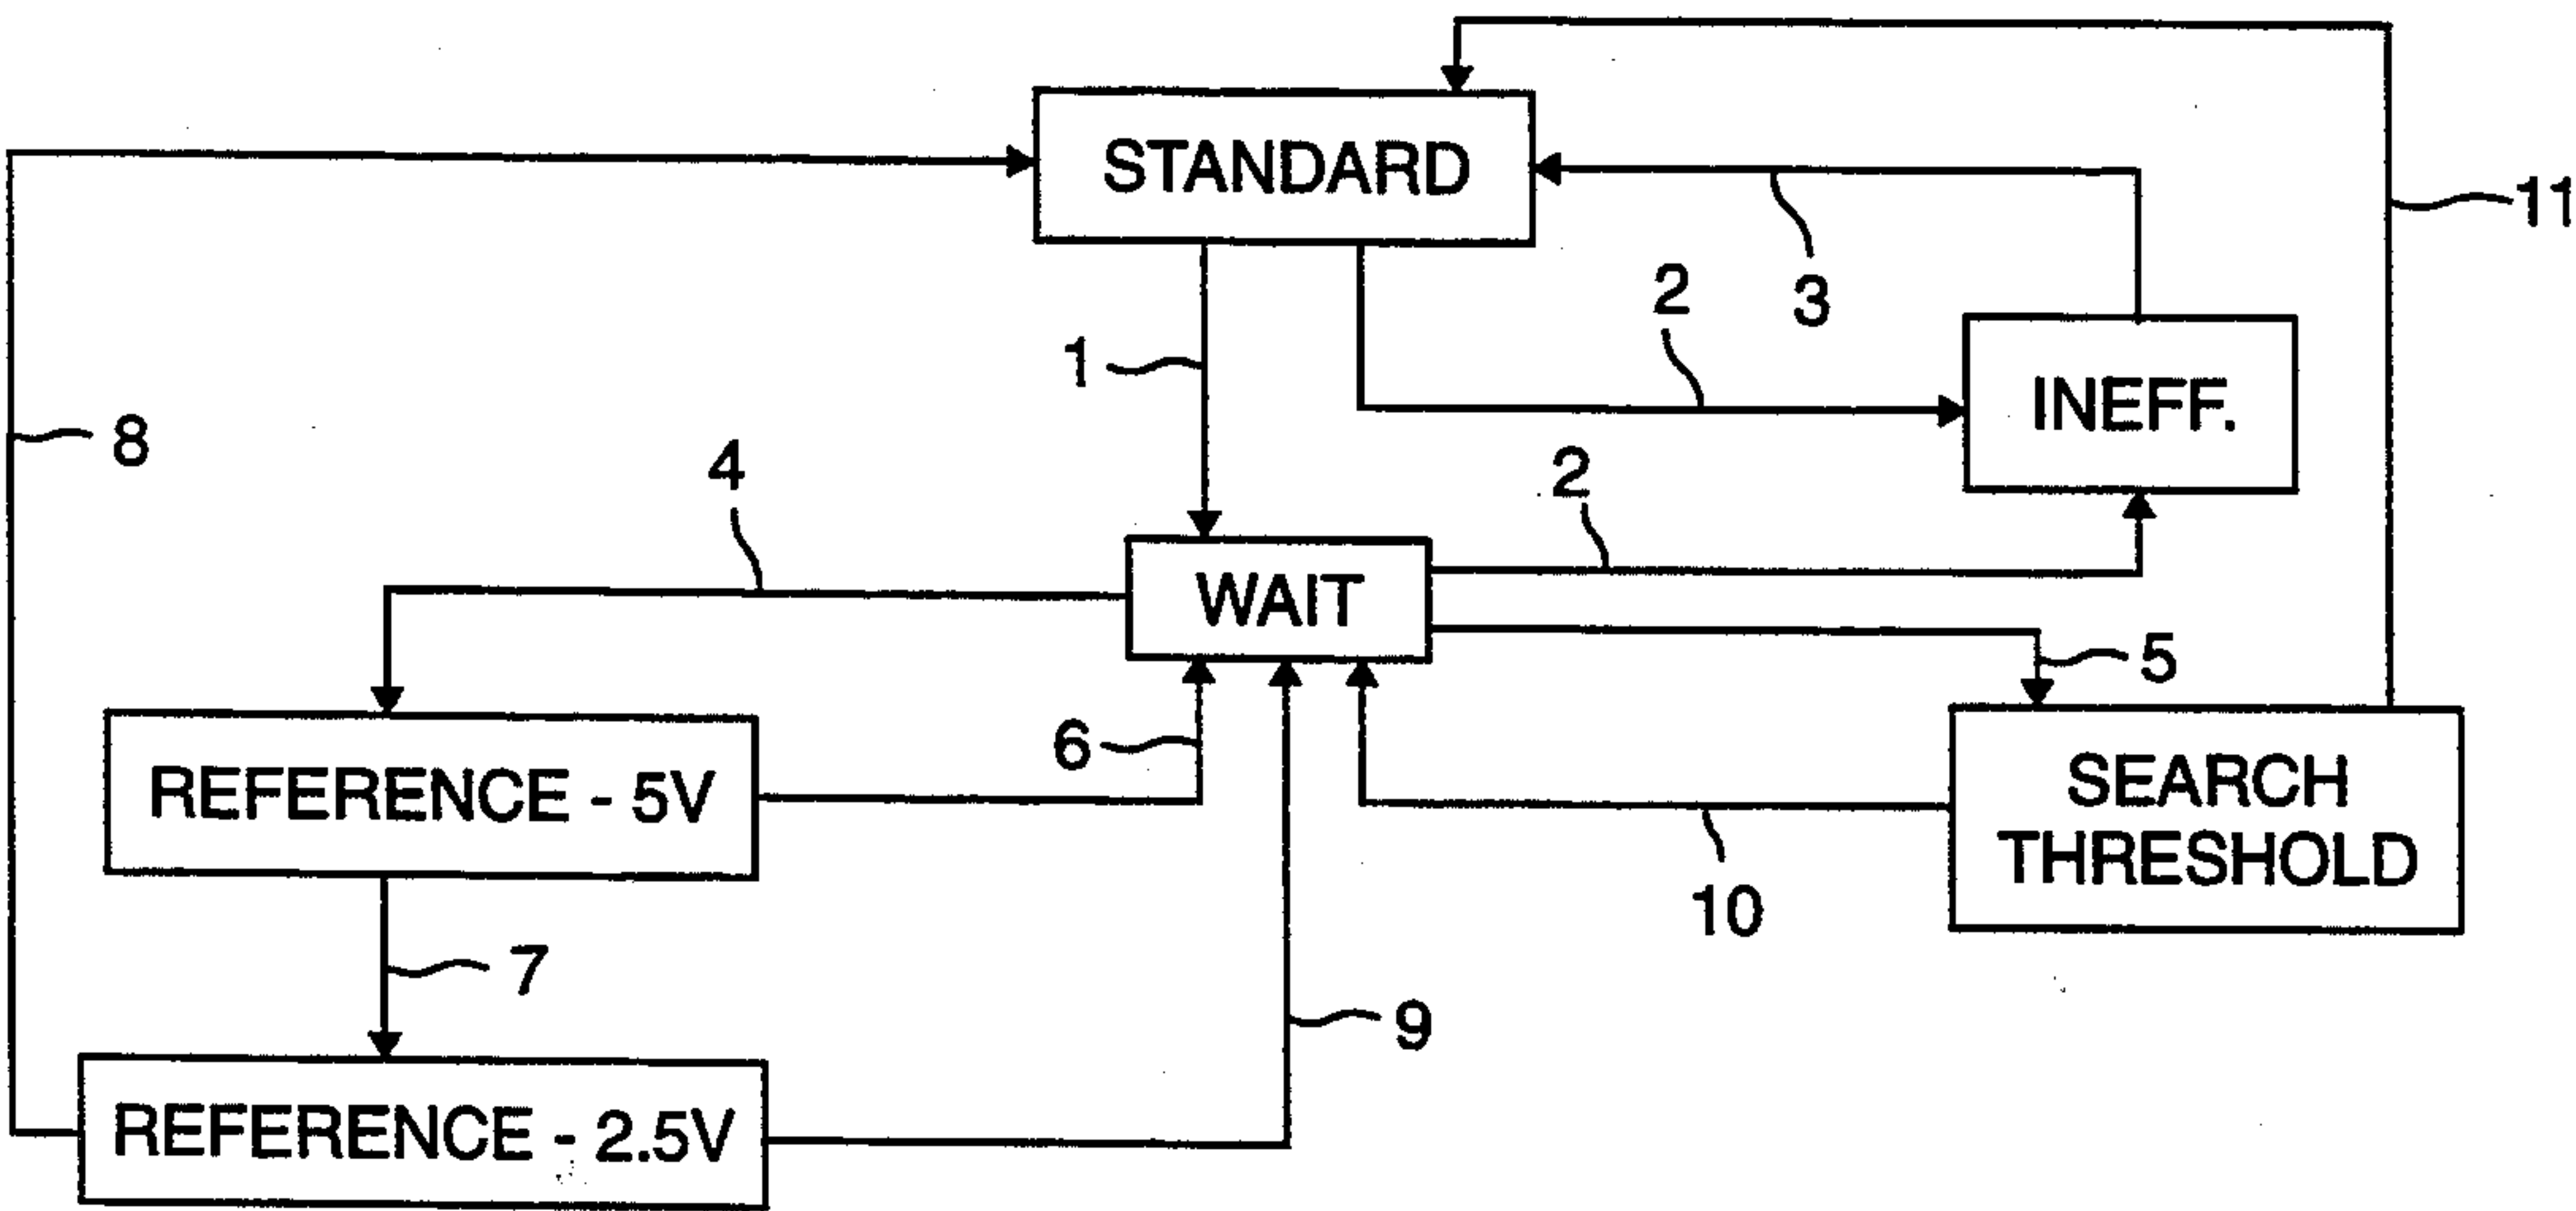 STANDARD
11
3
2
1
INEFF.
8
4
2
WAIT
5
6
REFERENCE - 5V
SEARCH
THRESHOLD
10
7
9
REFERENCE - 2.5V